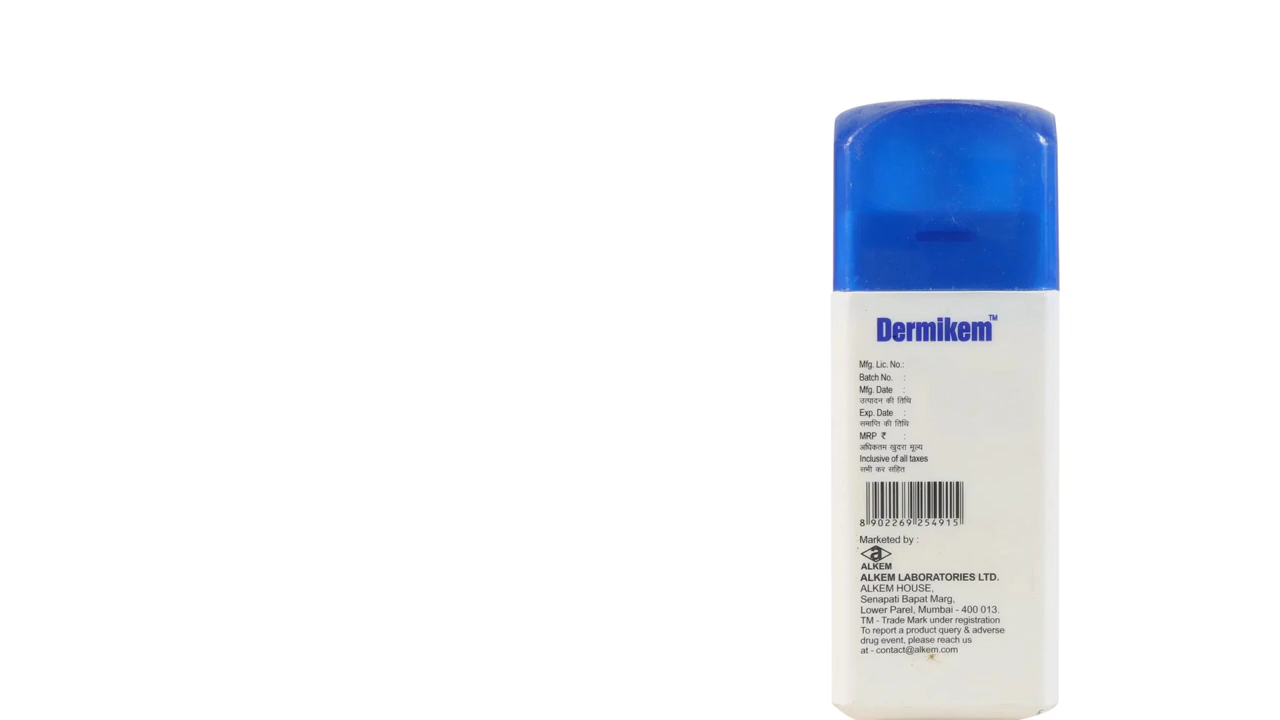 Dermikem™
Mfg. Lic. No.:
Batch No. :
Mfg. Date :
उत्पादन की तिथि
Exp. Date :
समाप्ति की तिथि
MRP ₹ :
अधिकतम खुदरा मूल्य
Inclusive of all taxes
सभी कर सहित
8 902269 254915
Marketed by :
a
ALKEM
ALKEM LABORATORIES LTD.
ALKEM HOUSE,
Senapati Bapat Marg,
Lower Parel, Mumbai - 400 013.
TM - Trade Mark under registration
To report a product query & adverse
drug event, please reach us
at - contact@alkem.com